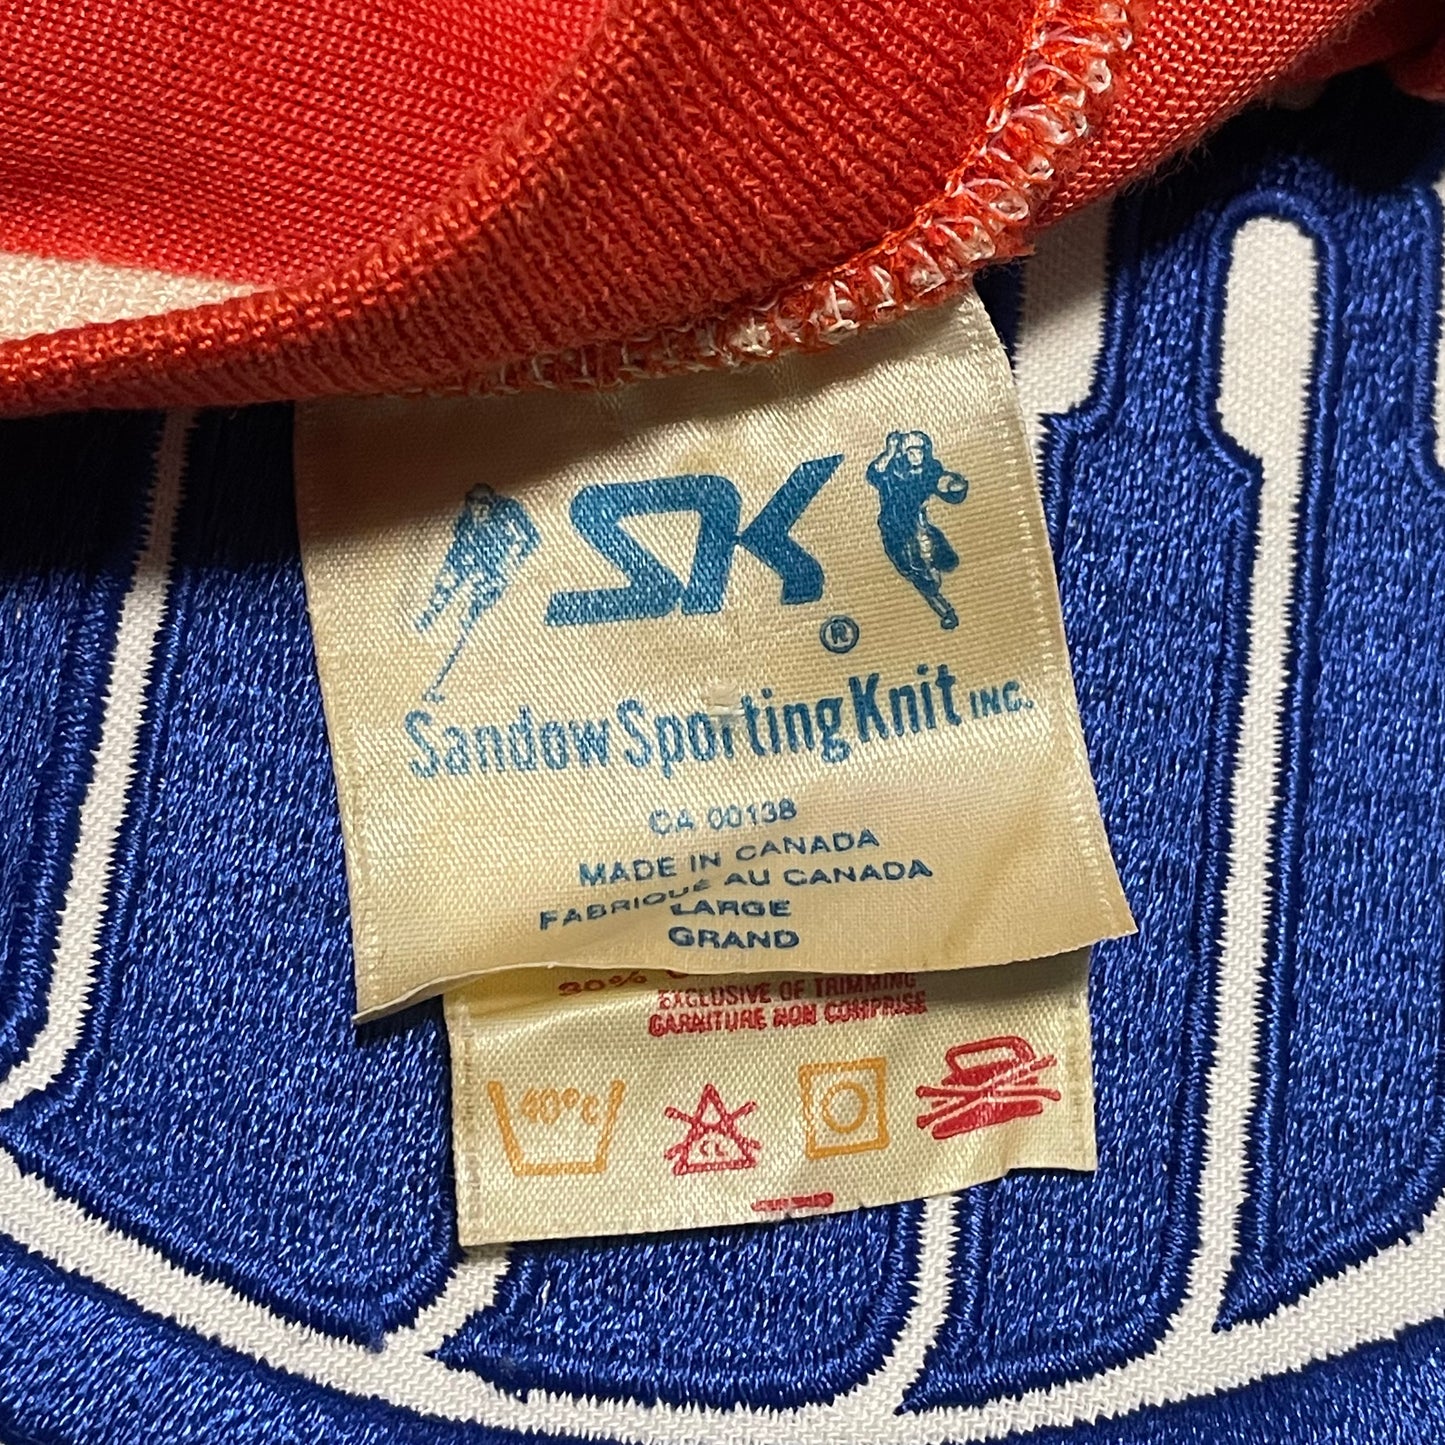 SK®
Sandow Sporting Knit INC.
CA 00138
MADE IN CANADA
FABRIQUÉ AU CANADA
LARGE
GRAND
EXCLUSIVE OF TRIMMING
GARNITURE NON COMPRISE
40°C
CL